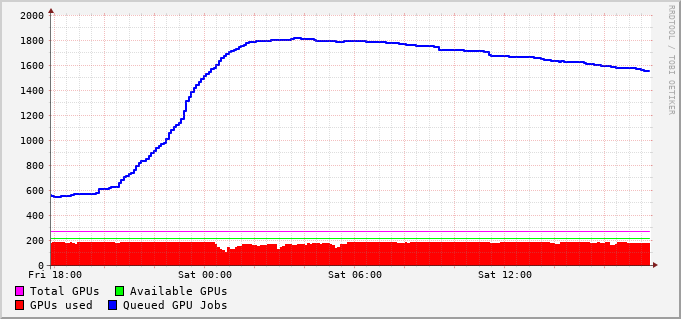 2000
1800
1600
1400
1200
1000
800
600
400
200
0
Fri 18:00 Sat 00:00 Sat 06:00 Sat 12:00
Total GPUs Available GPUs
GPUs used Queued GPU Jobs
RRDTOOL / TOBI OETIKER